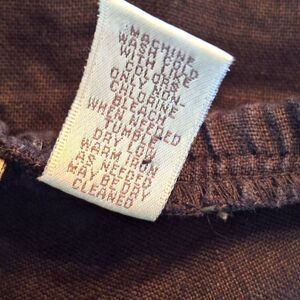 MACHINE
WASH COLD
WITH LIKE
COLORS
ONLY NON-
CHLORINE
BLEACH
WHEN NEEDED
TUMBLE
DRY LOW
WARM IRON
AS NEEDED
MAY BE DRY
CLEANED